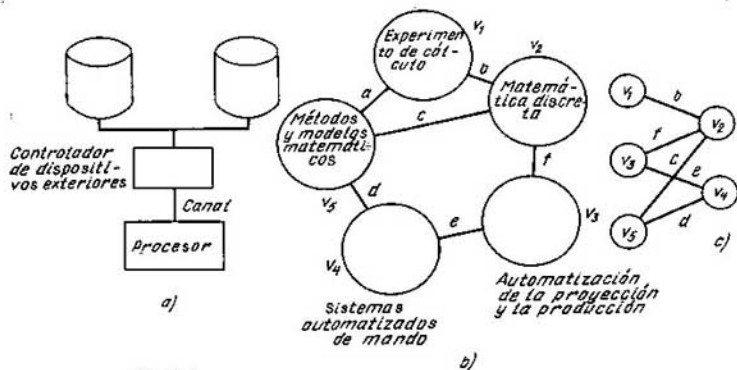 Controlador
de dispositi-
vos exteriores
Canal
Procesor
a)
Experimen-
to de cál-
culo
v₁
v₂
Matemá-
tica discre-
ta
Métodos
y modelos
matemáti-
cos
a
b
c
d
e
f
v₅
v₄
v₃
Sistemas
automatizados
de mando
Automatización
de la proyección
y la producción
b)
v₁
b
v₂
f
v₃
c
e
v₄
v₅
d
c)